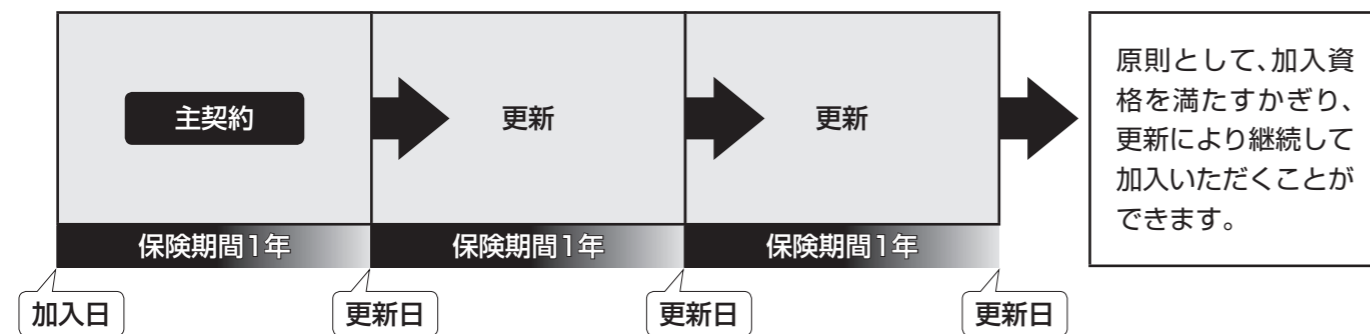 主契約
更新
更新
保険期間1年
保険期間1年
保険期間1年
加入日
更新日
更新日
更新日
原則として、加入資
格を満たすかぎり、
更新により継続して
加入いただくことが
できます。